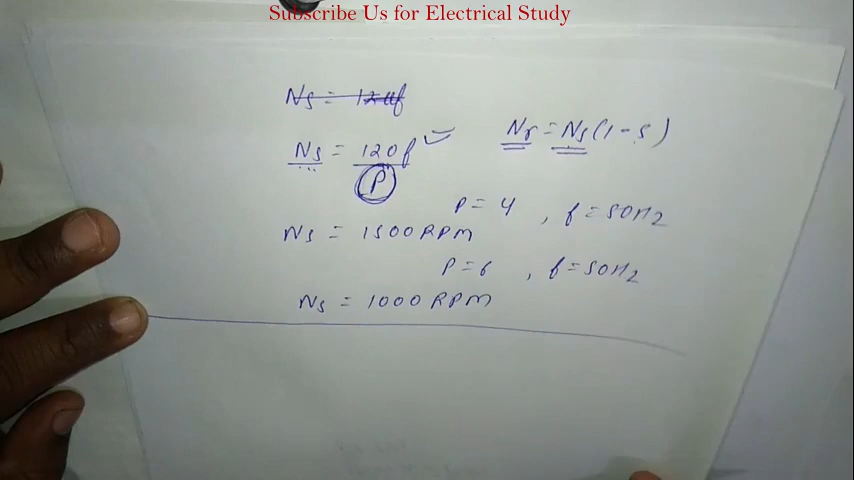 Subscribe Us for Electrical Study
Ns = 120f
Nr = Ns(1-s)
Ns = 120f
P
P = 4 , f = 50Hz
Ns = 1500 RPM
P = 6 , f = 50Hz
Ns = 1000 RPM